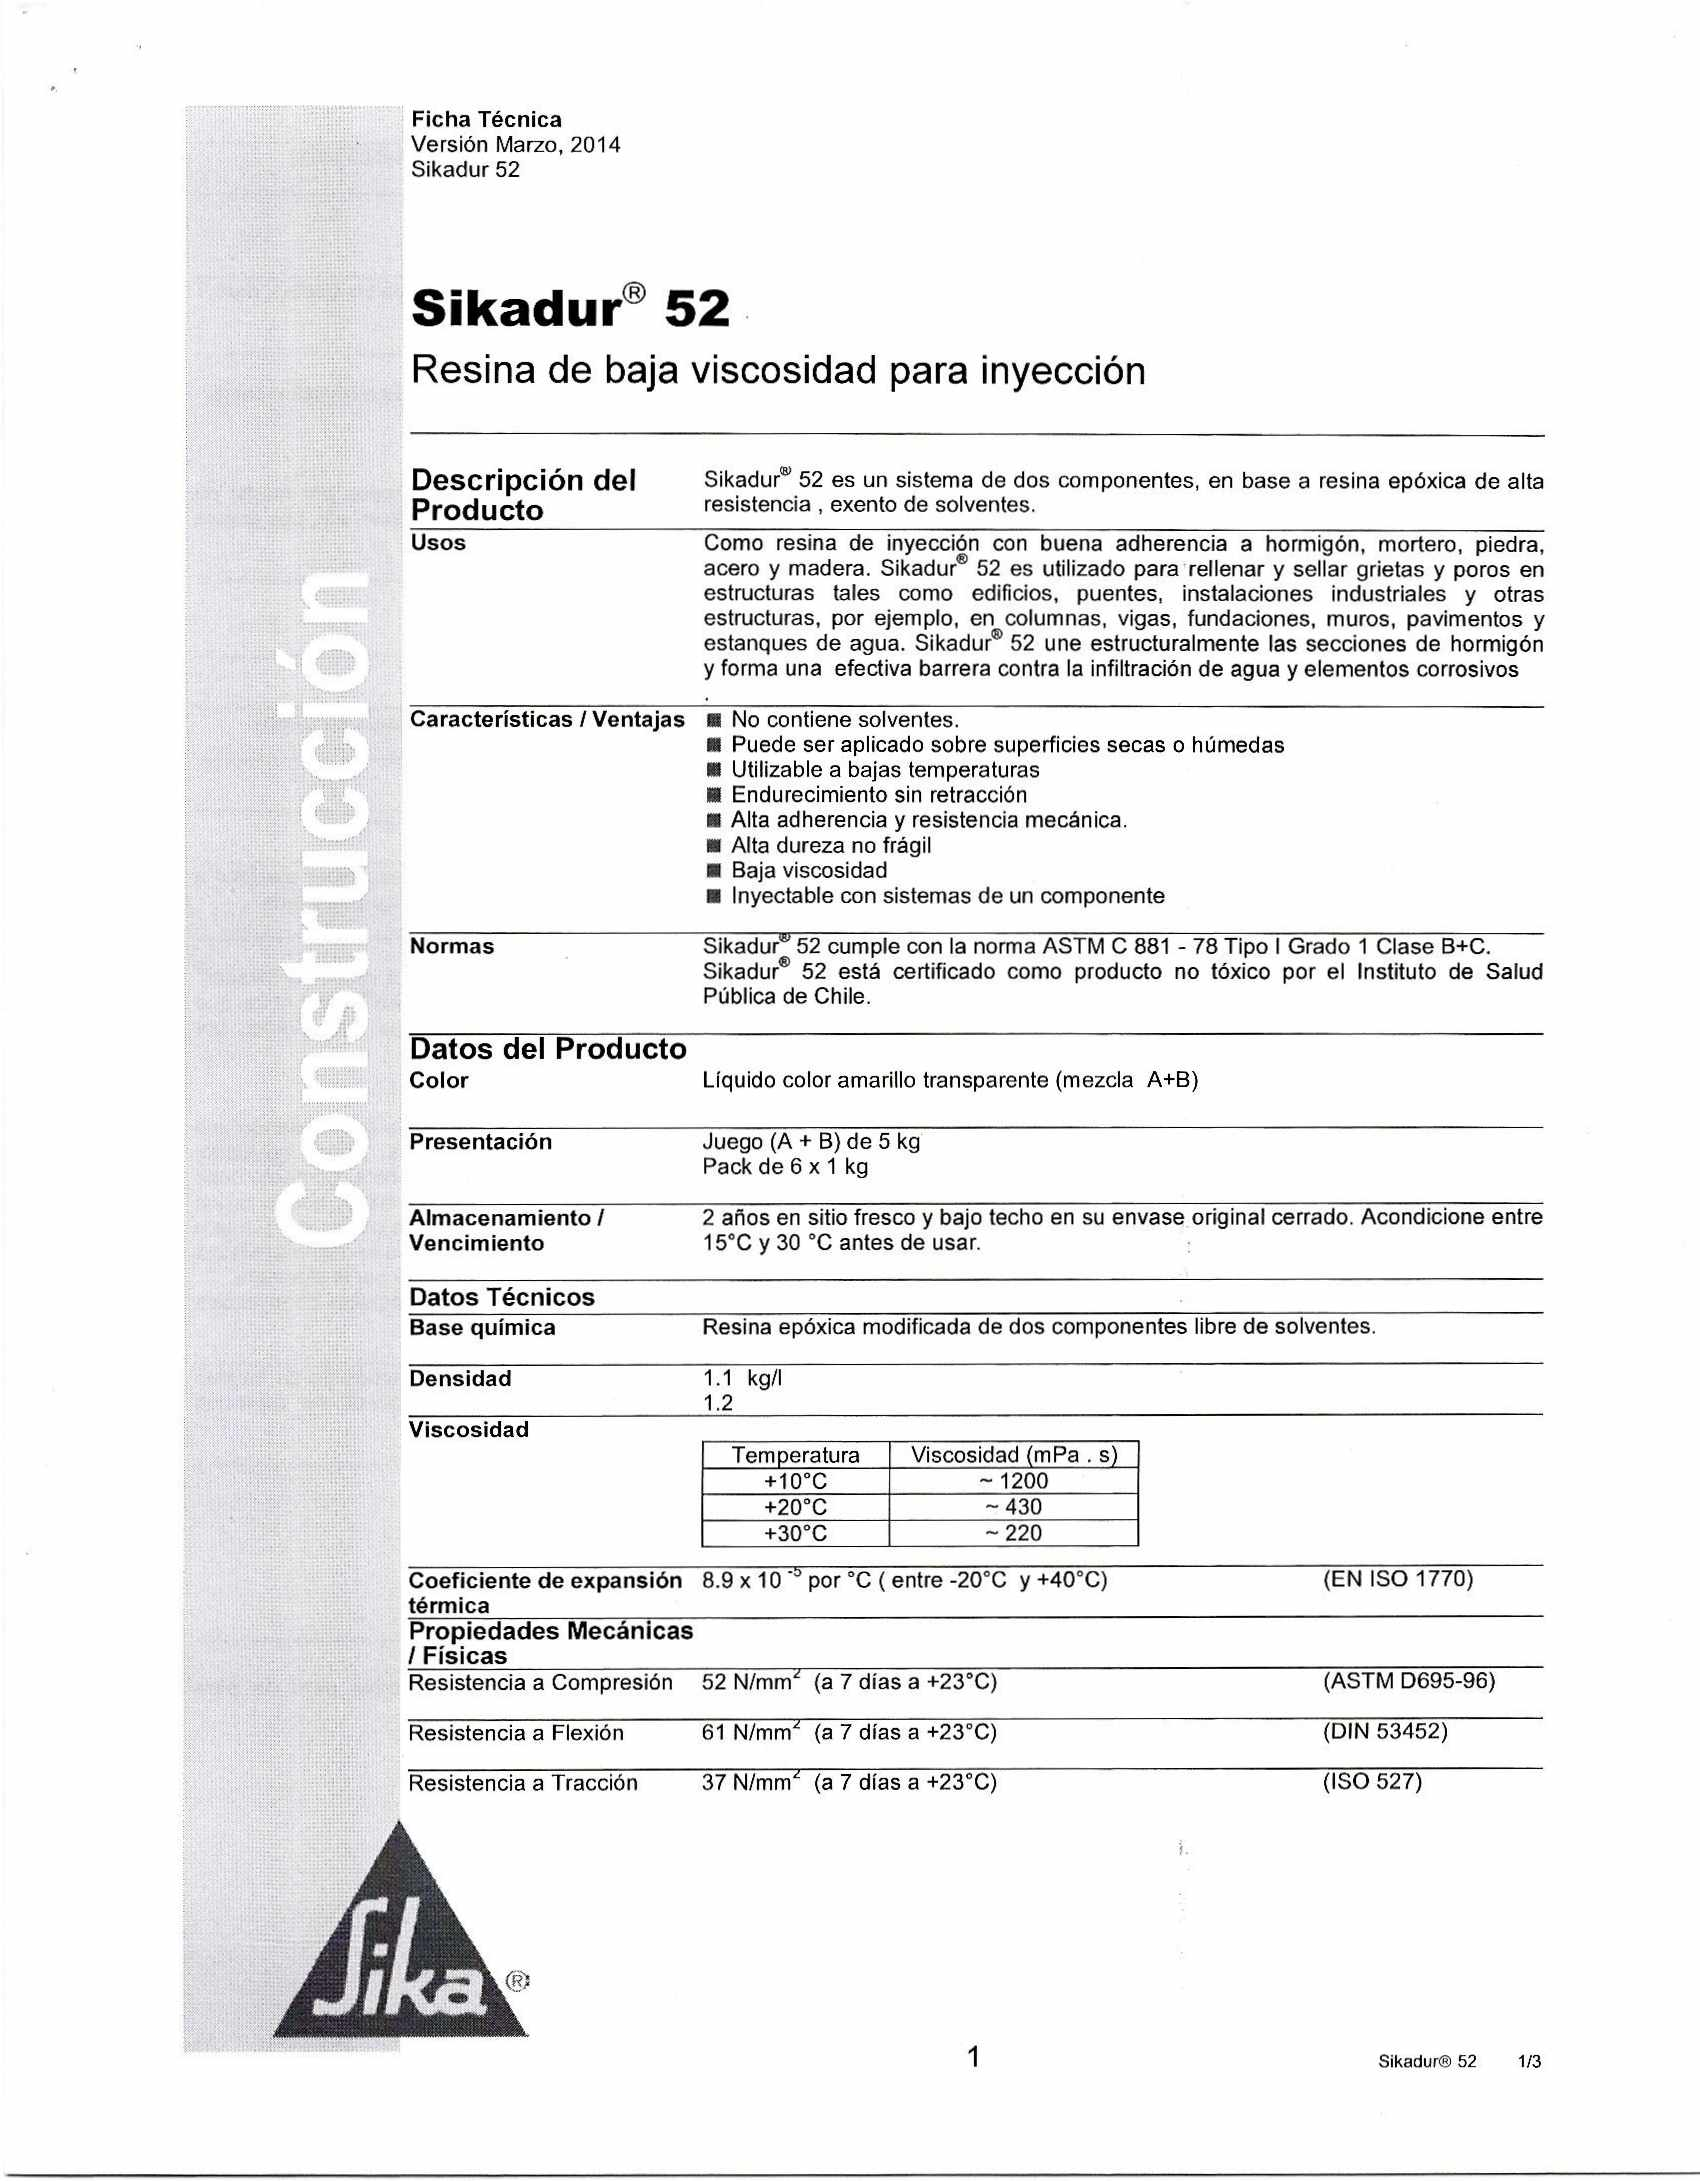 Ficha Técnica
Versión Marzo, 2014
Sikadur 52
Sikadur® 52
Resina de baja viscosidad para inyección
Descripción del
Producto
Sikadur® 52 es un sistema de dos componentes, en base a resina epóxica de alta
resistencia , exento de solventes.
Usos
Como resina de inyección con buena adherencia a hormigón, mortero, piedra,
acero y madera. Sikadur® 52 es utilizado para rellenar y sellar grietas y poros en
estructuras tales como edificios, puentes, instalaciones industriales y otras
estructuras, por ejemplo, en columnas, vigas, fundaciones, muros, pavimentos y
estanques de agua. Sikadur® 52 une estructuralmente las secciones de hormigón
y forma una efectiva barrera contra la infiltración de agua y elementos corrosivos
.
Características / Ventajas
■ No contiene solventes.
■ Puede ser aplicado sobre superficies secas o húmedas
■ Utilizable a bajas temperaturas
■ Endurecimiento sin retracción
■ Alta adherencia y resistencia mecánica.
■ Alta dureza no frágil
■ Baja viscosidad
■ Inyectable con sistemas de un componente
Normas
Sikadur® 52 cumple con la norma ASTM C 881 - 78 Tipo I Grado 1 Clase B+C.
Sikadur® 52 está certificado como producto no tóxico por el Instituto de Salud
Pública de Chile.
Datos del Producto
Color
Líquido color amarillo transparente (mezcla A+B)
Presentación
Juego (A + B) de 5 kg
Pack de 6 x 1 kg
Almacenamiento /
Vencimiento
2 años en sitio fresco y bajo techo en su envase original cerrado. Acondicione entre
15°C y 30 °C antes de usar.
Datos Técnicos
Base química
Resina epóxica modificada de dos componentes libre de solventes.
Densidad
1.1 kg/l
1.2
Viscosidad
Temperatura Viscosidad (mPa . s)
+10°C ~ 1200
+20°C ~ 430
+30°C ~ 220
Coeficiente de expansión
térmica
8.9 x 10 -5 por °C ( entre -20°C y +40°C) (EN ISO 1770)
Propiedades Mecánicas
/ Físicas
Resistencia a Compresión 52 N/mm² (a 7 días a +23°C) (ASTM D695-96)
Resistencia a Flexión 61 N/mm² (a 7 días a +23°C) (DIN 53452)
Resistencia a Tracción 37 N/mm² (a 7 días a +23°C) (ISO 527)
Construcción
Sika®
1
Sikadur® 52 1/3